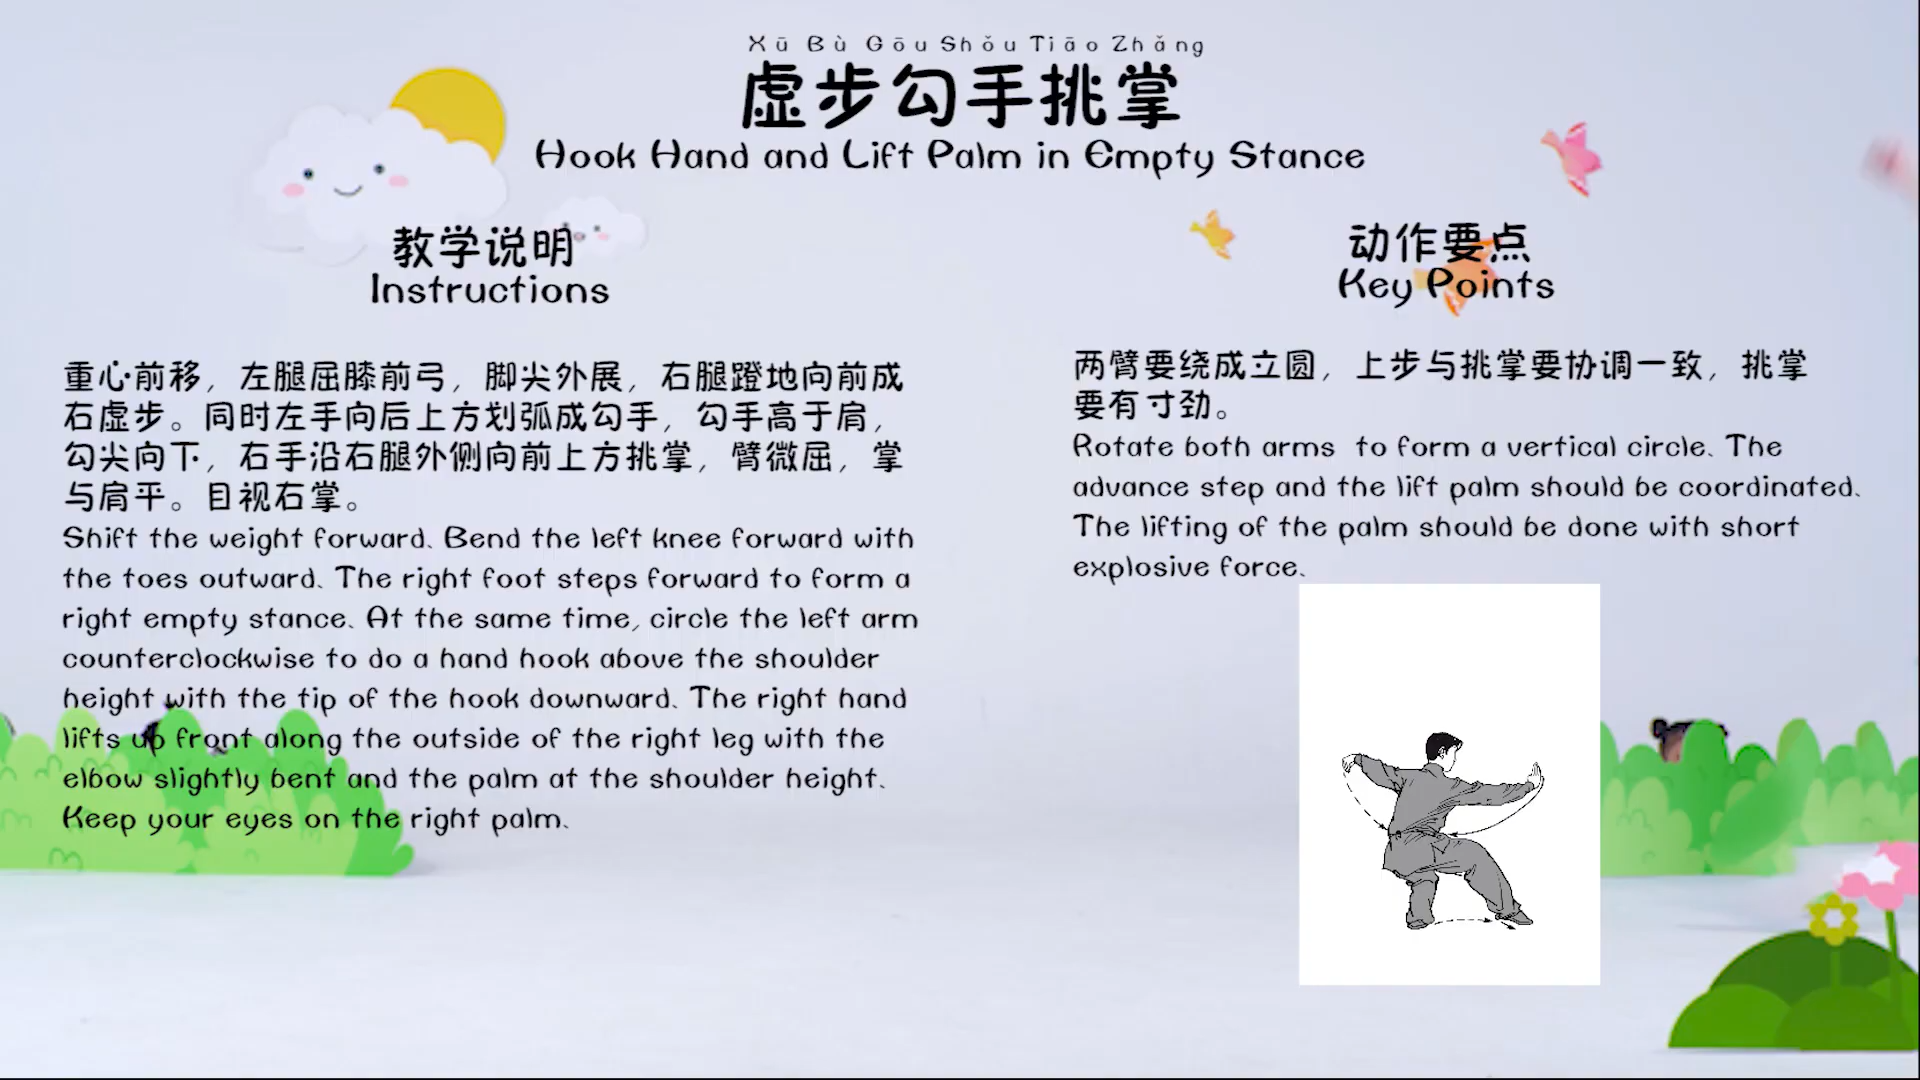 Xū Bù Gōu Shǒu Tiāo Zhǎng
虚步勾手挑掌
Hook Hand and Lift Palm in Empty Stance
教学说明
Instructions
重心前移，左腿屈膝前弓，脚尖外展，右腿蹬地向前成
右虚步。同时左手向后上方划弧成勾手，勾手高于肩，
勾尖向下，右手沿右腿外侧向前上方挑掌，臂微屈，掌
与肩平。目视右掌。
Shift the weight forward. Bend the left knee forward with
the toes outward. The right foot steps forward to form a
right empty stance. At the same time, circle the left arm
counterclockwise to do a hand hook above the shoulder
height with the tip of the hook downward. The right hand
lifts up front along the outside of the right leg with the
elbow slightly bent and the palm at the shoulder height.
Keep your eyes on the right palm.
动作要点
Key Points
两臂要绕成立圆，上步与挑掌要协调一致，挑掌
要有寸劲。
Rotate both arms  to form a vertical circle. The
advance step and the lift palm should be coordinated.
The lifting of the palm should be done with short
explosive force.